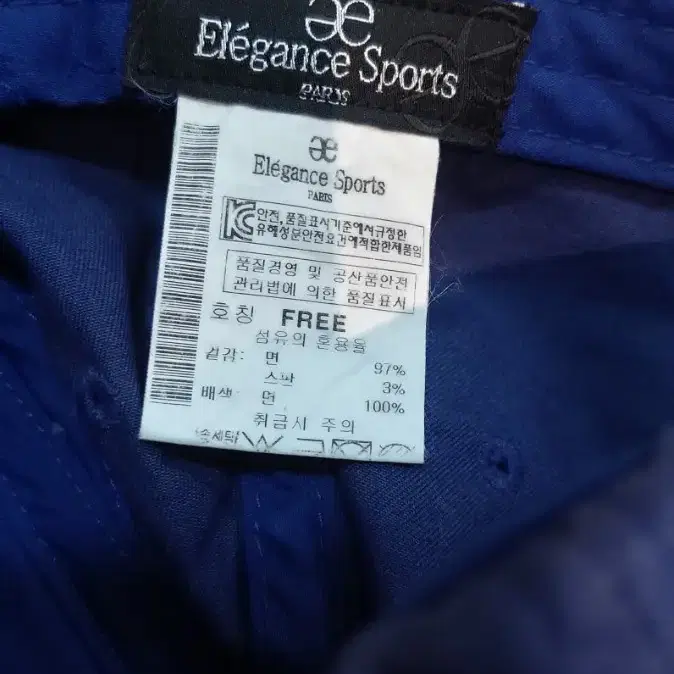 æ
Elégance Sports
PARIS
æ
Elégance Sports
PARIS
안전,품질표시기준에서규정한
유해성분안전요건에적합한제품임
품질경영 및 공산품안전
관리법에 의한 품질표시
호칭 FREE
섬유의 혼용율
겉감: 면 97%
스판 3%
배색: 면 100%
취급시 주의
손세탁